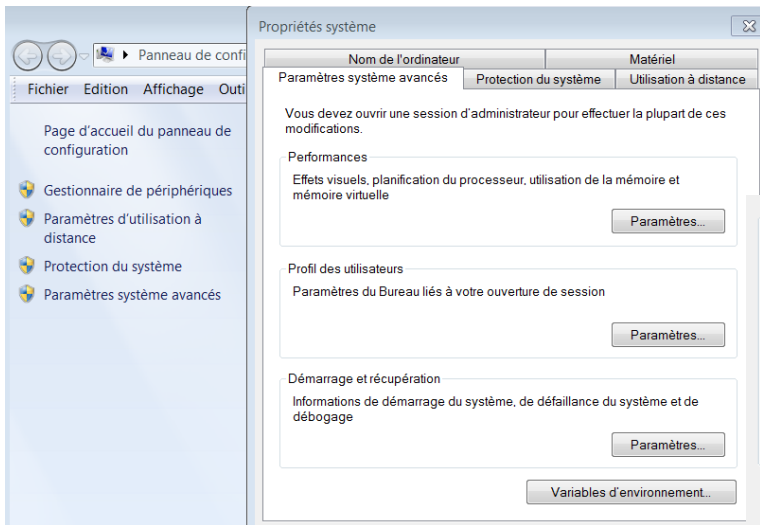 Propriétés système
Panneau de confi
Fichier Edition Affichage Outi
Page d'accueil du panneau de
configuration
Gestionnaire de périphériques
Paramètres d'utilisation à
distance
Protection du système
Paramètres système avancés
Nom de l'ordinateur
Matériel
Paramètres système avancés
Protection du système
Utilisation à distance
Vous devez ouvrir une session d'administrateur pour effectuer la plupart de ces
modifications.
Performances
Effets visuels, planification du processeur, utilisation de la mémoire et
mémoire virtuelle
Paramètres...
Profil des utilisateurs
Paramètres du Bureau liés à votre ouverture de session
Paramètres...
Démarrage et récupération
Informations de démarrage du système, de défaillance du système et de
débogage
Paramètres...
Variables d'environnement...